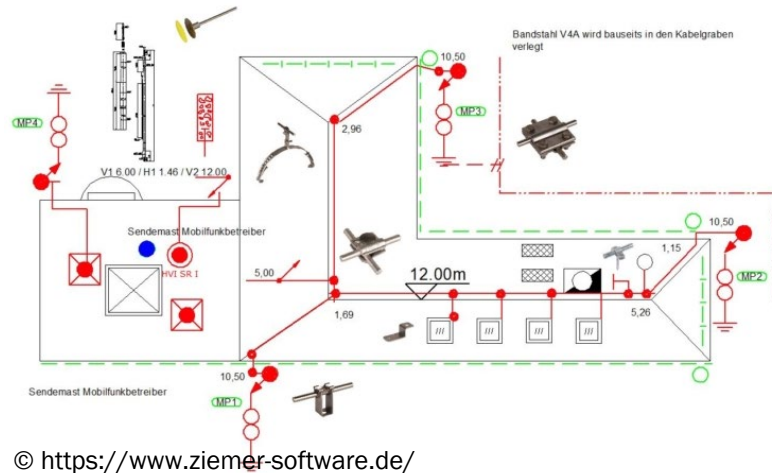 Bandstahl V4A wird bauseits in den Kabelgraben
verlegt
10,50
MP3
MP4
2,96
V1 6.00 / H1 1.46 / V2 12.00
Sendemast Mobilfunkbetreiber
HVI SR I
5,00
12.00m
10,50
1,15
MP2
1,69
5,26
10,50
MP1
Sendemast Mobilfunkbetreiber
© https://www.ziemer-software.de/